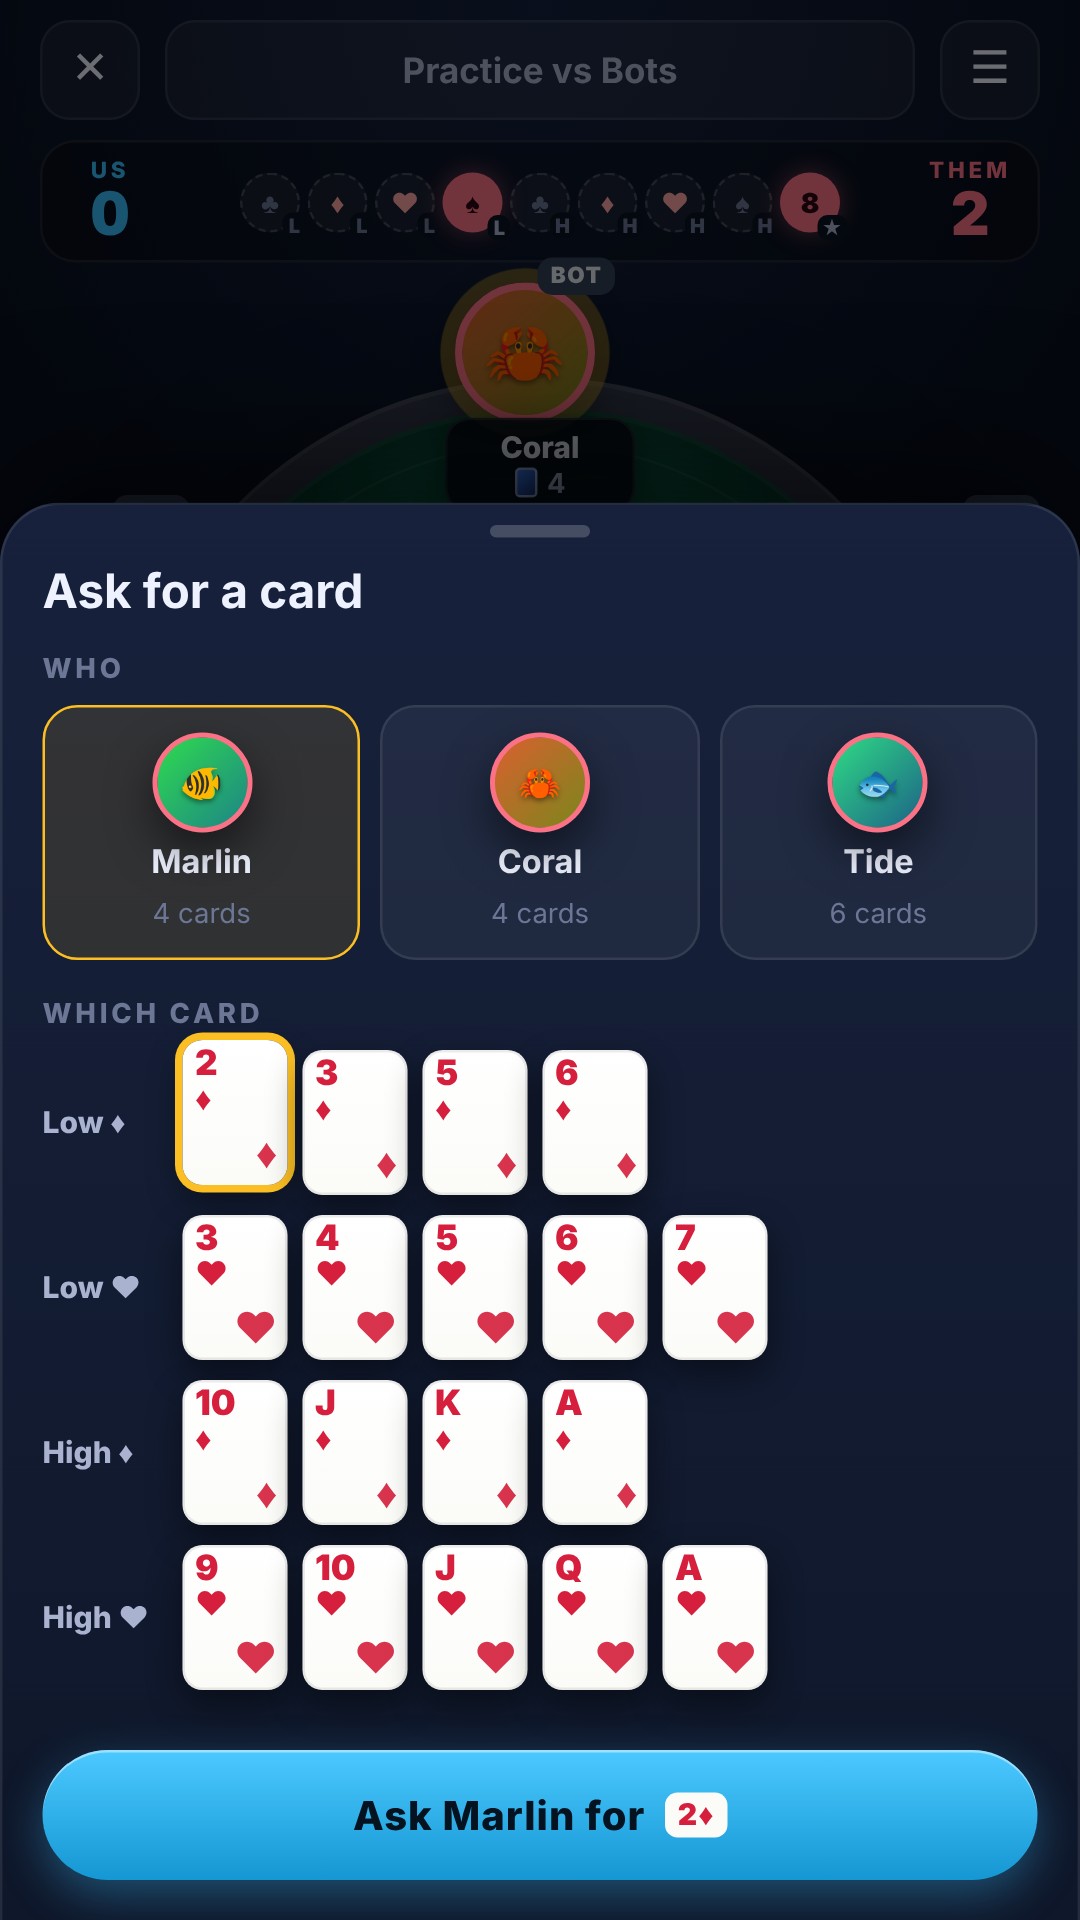 ✕ Practice vs Bots ☰
US THEM
0 ♣ L ♦ L ♥ L ♠ L ♣ H ♦ H ♥ H ♠ H 8 ★ 2
BOT
Coral
4
Ask for a card
WHO
Marlin Coral Tide
4 cards 4 cards 6 cards
WHICH CARD
Low ♦ 2♦ 3♦ 5♦ 6♦
Low ♥ 3♥ 4♥ 5♥ 6♥ 7♥
High ♦ 10♦ J♦ K♦ A♦
High ♥ 9♥ 10♥ J♥ Q♥ A♥
Ask Marlin for 2♦